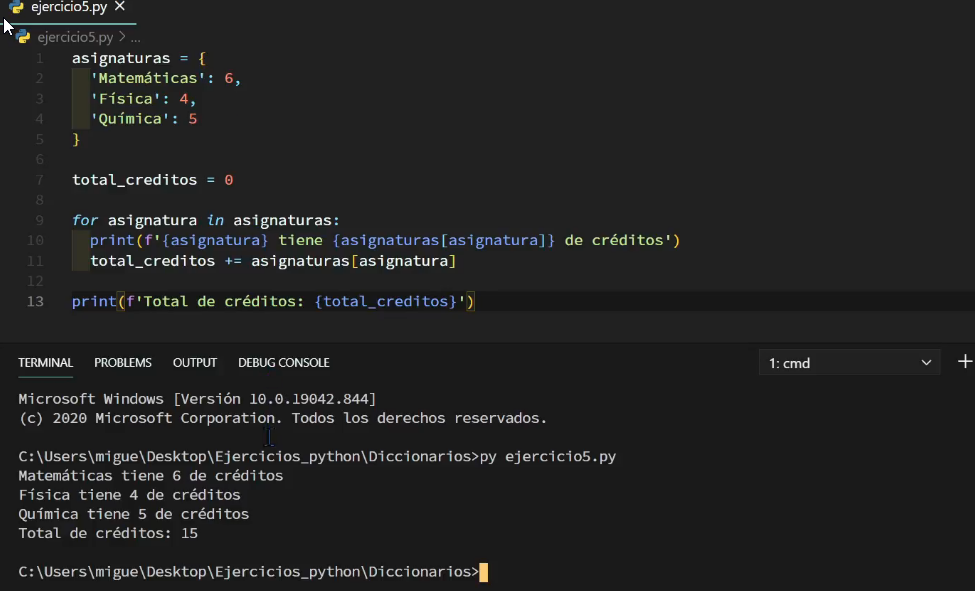 ejercicio5.py ×
ejercicio5.py > ...
1 asignaturas = {
2 'Matemáticas': 6,
3 'Física': 4,
4 'Química': 5
5 }
6
7 total_creditos = 0
8
9 for asignatura in asignaturas:
10 print(f'{asignatura} tiene {asignaturas[asignatura]} de créditos')
11 total_creditos += asignaturas[asignatura]
12
13 print(f'Total de créditos: {total_creditos}')
TERMINAL PROBLEMS OUTPUT DEBUG CONSOLE 1: cmd +
Microsoft Windows [Versión 10.0.19042.844]
(c) 2020 Microsoft Corporation. Todos los derechos reservados.
C:\Users\migue\Desktop\Ejercicios_python\Diccionarios>py ejercicio5.py
Matemáticas tiene 6 de créditos
Física tiene 4 de créditos
Química tiene 5 de créditos
Total de créditos: 15
C:\Users\migue\Desktop\Ejercicios_python\Diccionarios>